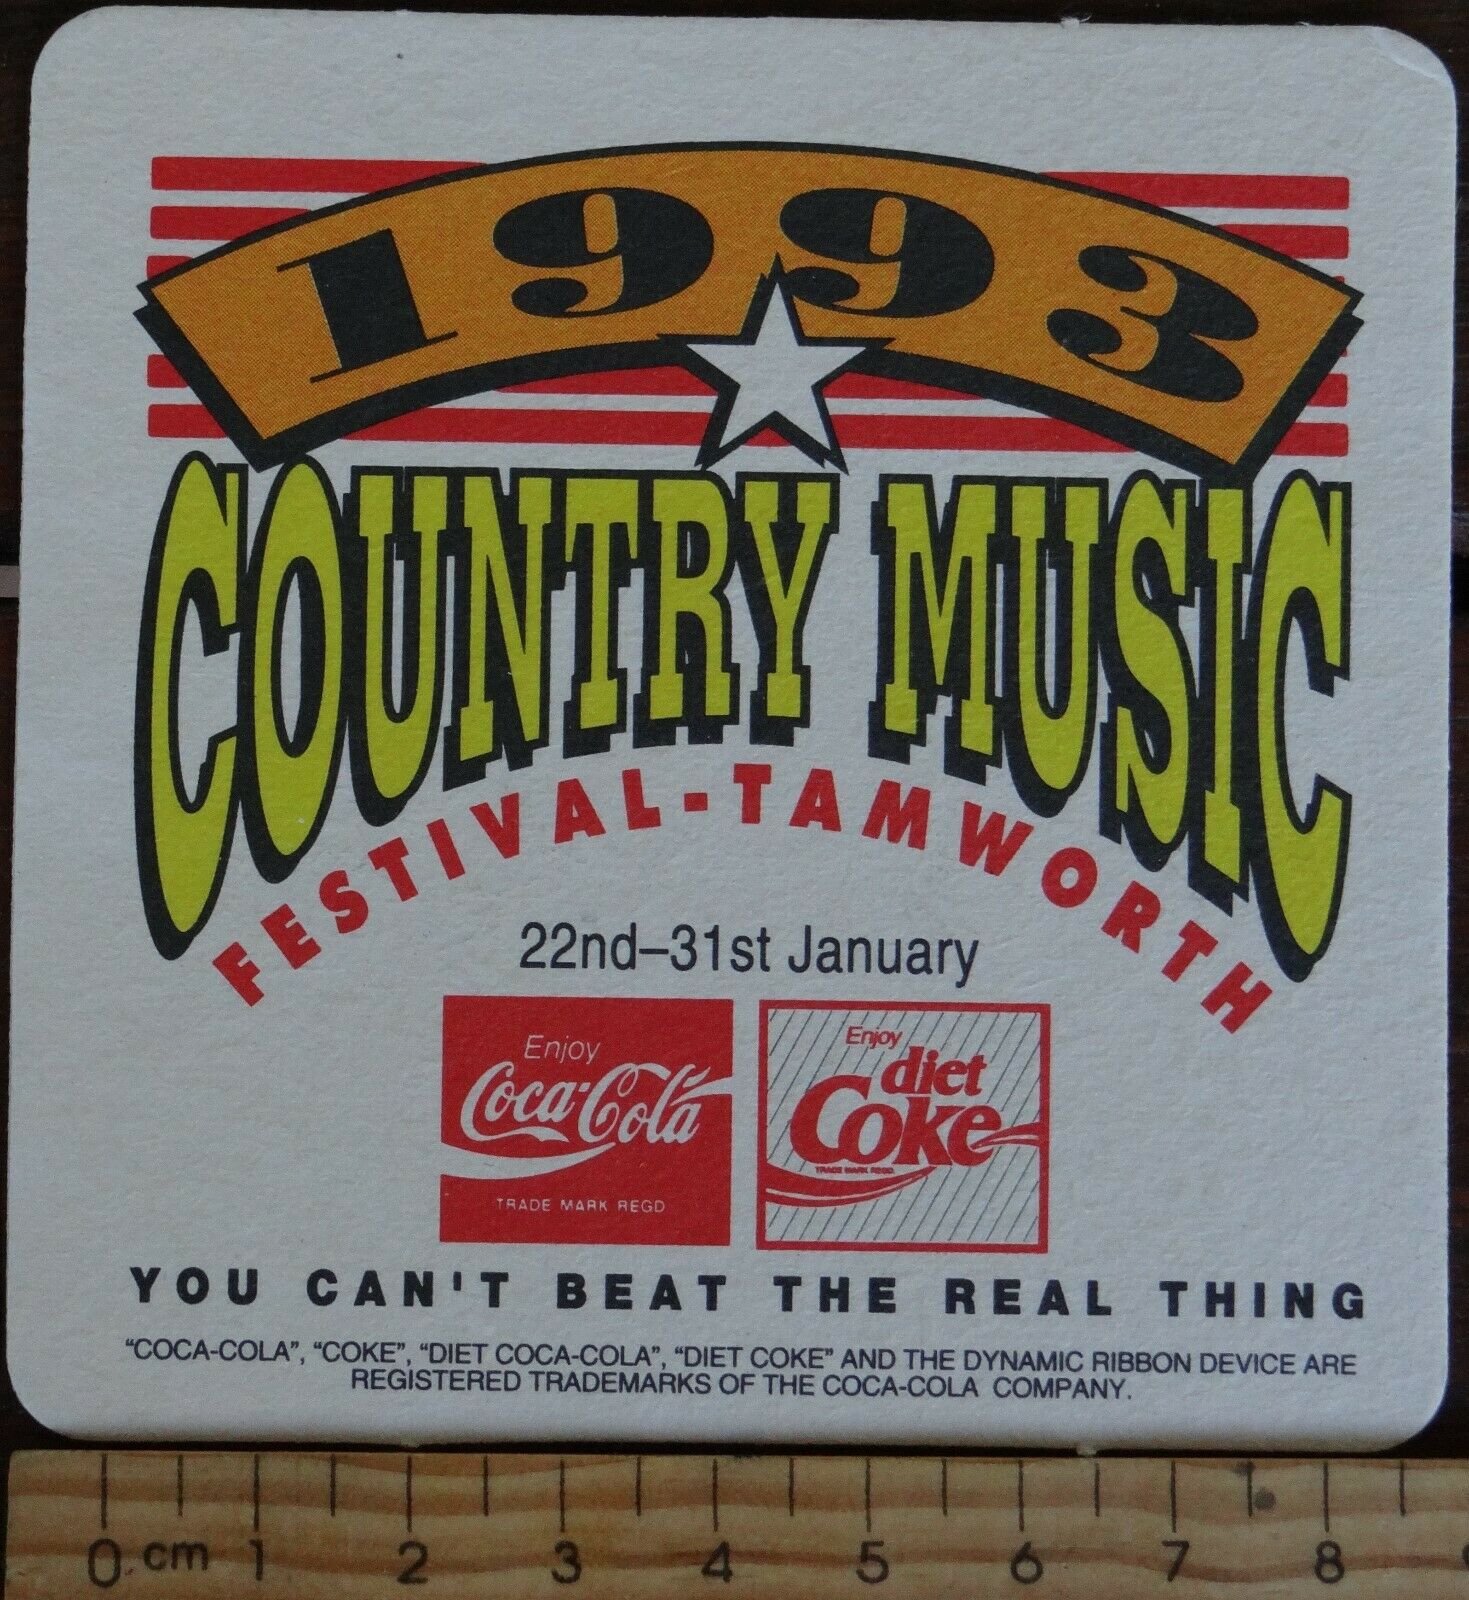 1993
COUNTRY MUSIC
FESTIVAL-TAMWORTH
22nd–31st January
Enjoy
Coca-Cola
TRADE MARK REGD
Enjoy
diet
Coke
TRADE MARK REGD
YOU CAN'T BEAT THE REAL THING
“COCA-COLA”, “COKE”, “DIET COCA-COLA”, “DIET COKE” AND THE DYNAMIC RIBBON DEVICE ARE
REGISTERED TRADEMARKS OF THE COCA-COLA COMPANY.
0 cm 1 2 3 4 5 6 7 8